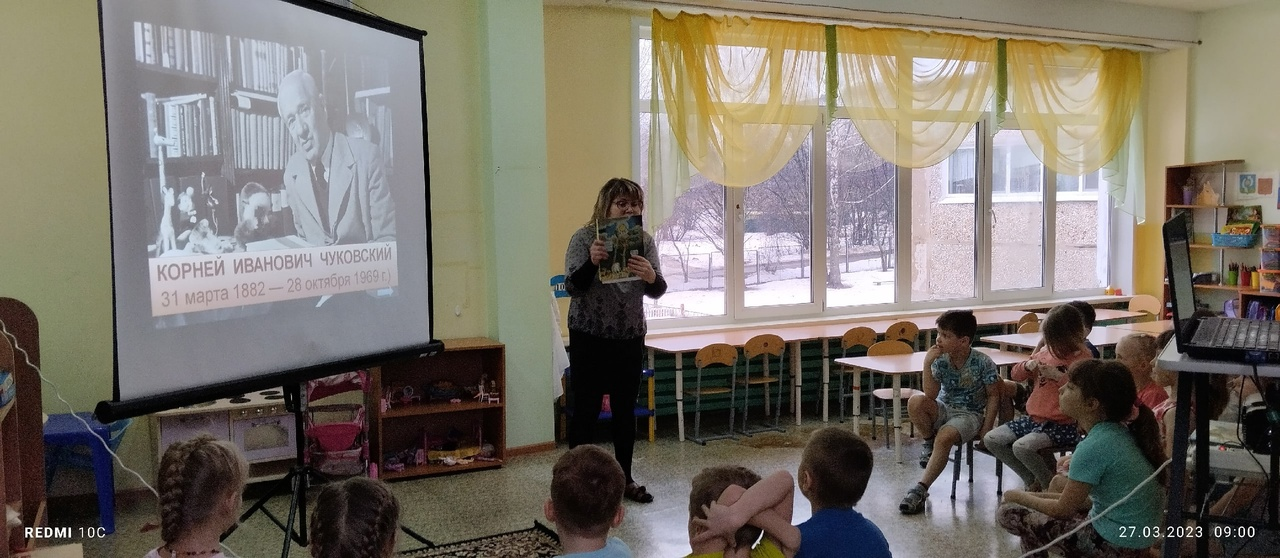 КОРНЕЙ ИВАНОВИЧ ЧУКОВСКИЙ
31 марта 1882 — 28 октября 1969 г.)
REDMI 10C
27.03.2023 09:00